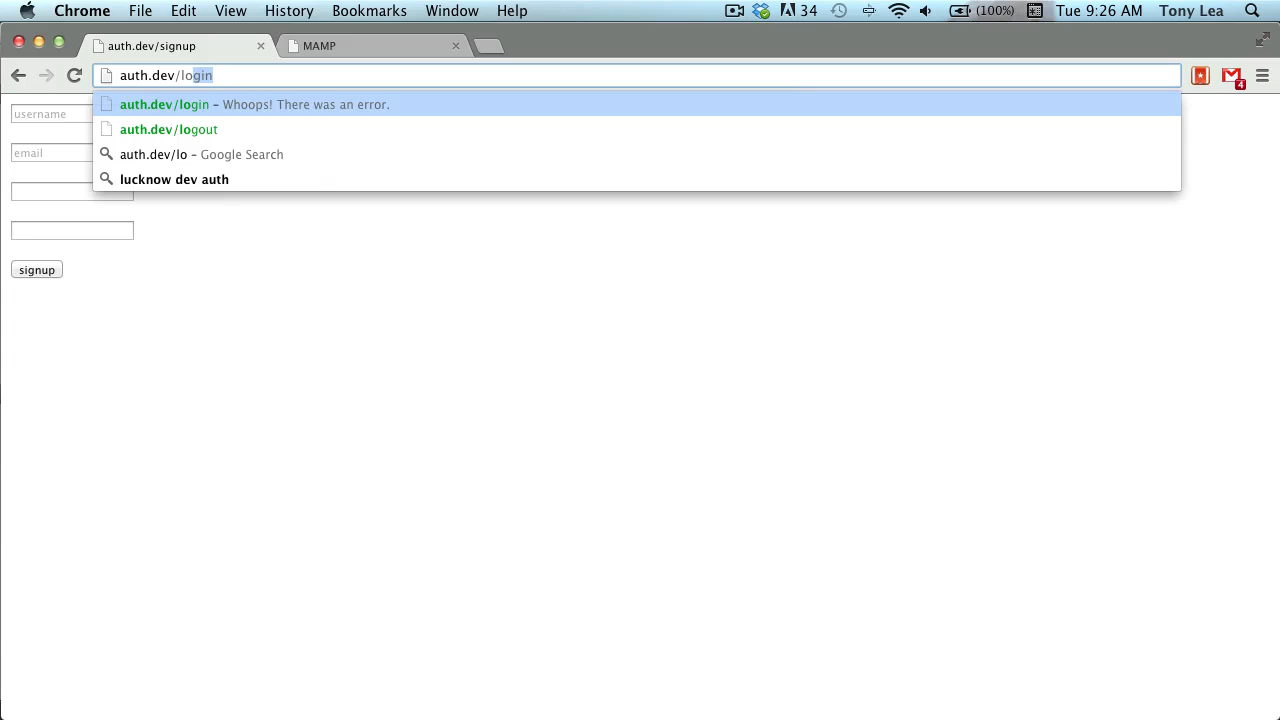 Chrome File Edit View History Bookmarks Window Help 34 (100%) Tue 9:26 AM Tony Lea
auth.dev/signup MAMP
auth.dev/login 4
auth.dev/login – Whoops! There was an error.
auth.dev/logout
auth.dev/lo – Google Search
lucknow dev auth
username
email
signup